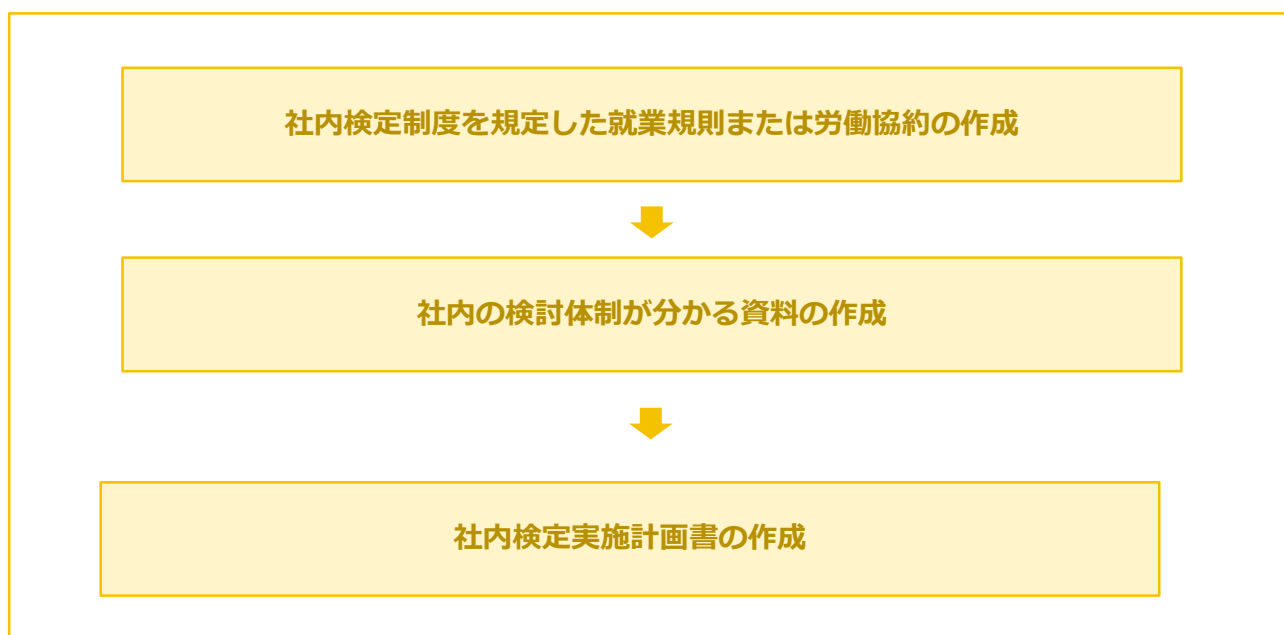 社内検定制度を規定した就業規則または労働協約の作成
社内の検討体制が分かる資料の作成
社内検定実施計画書の作成